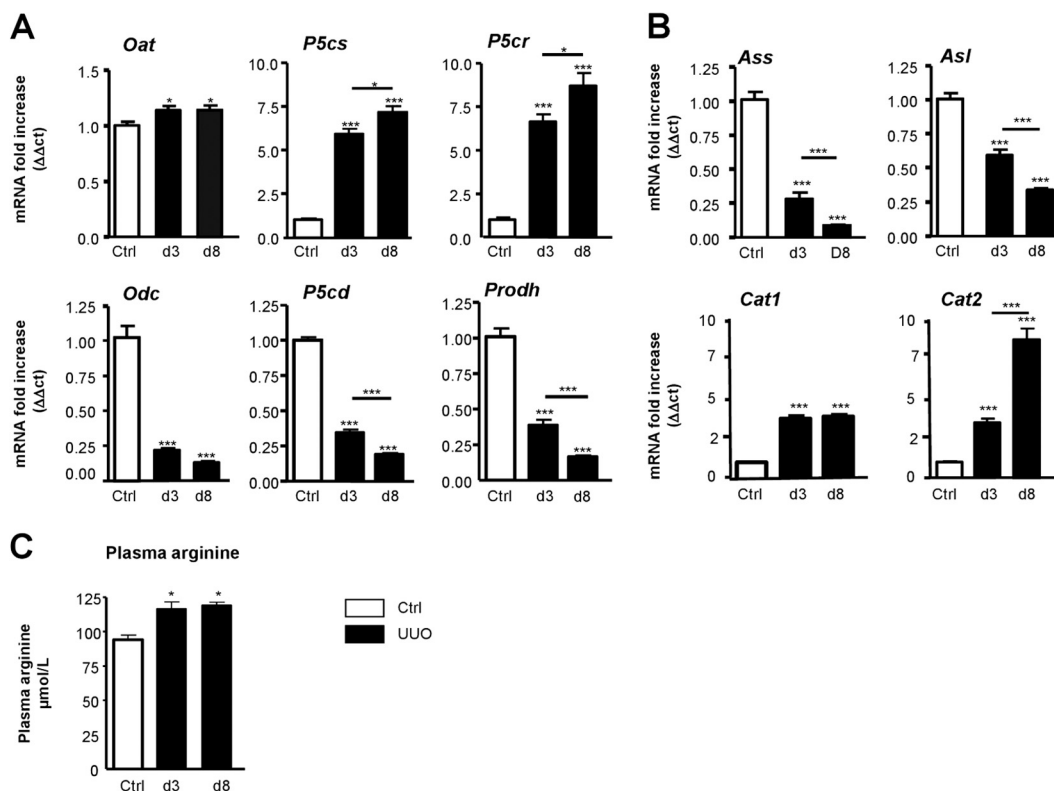 A
Oat
mRNA fold increase
(ΔΔct)
1.5
1.0
0.5
0.0
*
*
Ctrl d3 d8
P5cs
10.0
7.5
5.0
2.5
0.0
*
***
***
Ctrl d3 d8
P5cr
10.0
7.5
5.0
2.5
0.0
*
***
***
Ctrl d3 d8
Odc
mRNA fold increase
(ΔΔct)
1.25
1.00
0.75
0.50
0.25
0.00
***
***
Ctrl d3 d8
P5cd
1.25
1.00
0.75
0.50
0.25
0.00
***
***
***
Ctrl d3 d8
Prodh
1.25
1.00
0.75
0.50
0.25
0.00
***
***
***
Ctrl d3 d8
B
Ass
mRNA fold increase
(ΔΔct)
1.25
1.00
0.75
0.50
0.25
0.00
***
***
***
Ctrl d3 D8
Asl
1.25
1.00
0.75
0.50
0.25
0.00
***
***
***
Ctrl d3 d8
Cat1
mRNA fold increase
(ΔΔct)
10
7
5
2
0
***
***
Ctrl d3 d8
Cat2
10
7
5
2
0
***
***
***
Ctrl d3 d8
C
Plasma arginine
Plasma arginine
µmol/L
125
100
75
50
25
0
*
*
Ctrl d3 d8
Ctrl
UUO